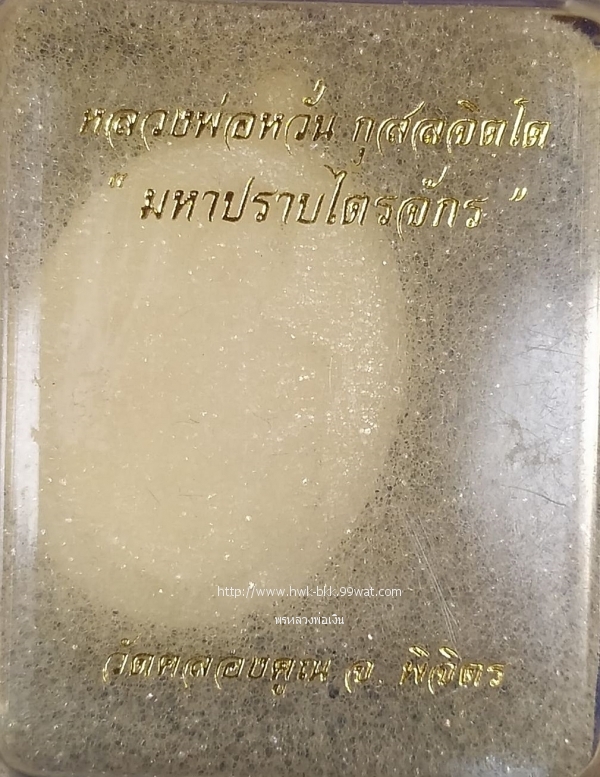 หลวงพ่อหวั่น กุสลจิตโต
" มหาปราบไตรจักร "
http://www.hwl-bkk.99wat.com
พรหลวงพ่อเงิน
วัดคลองคูณ จ. พิจิตร